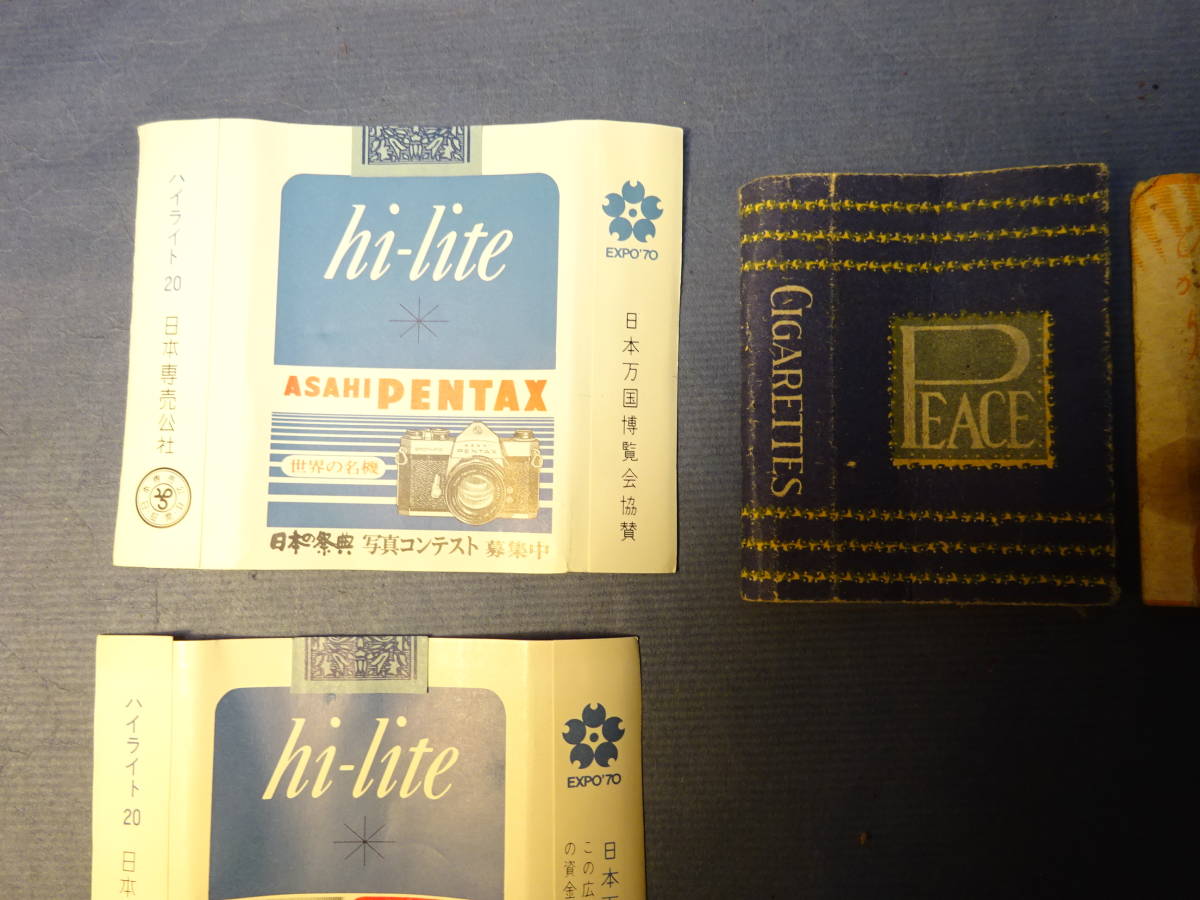 ハイライト 20 日本専売公社
hi-lite
ASAHI PENTAX
世界の名機
ASAHI
PENTAX
日本の祭典 写真コンテスト 募集中
EXPO'70
日本万国博覧会協賛
CIGARETTES
PEACE
ハイライト 20 日本
hi-lite
EXPO'70
日本万
この広
の資金